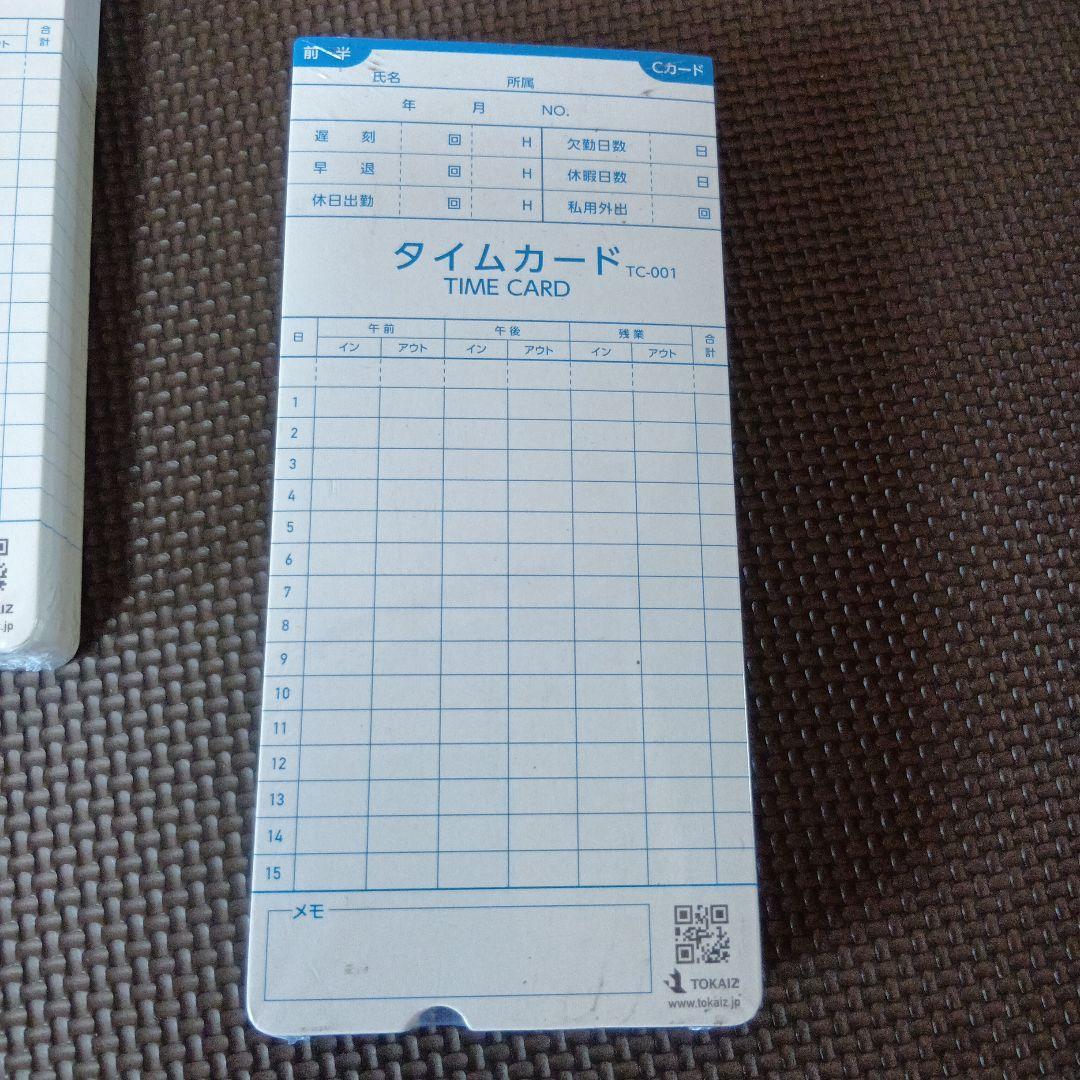 前 半
Cカード
氏名 所属
年 月 NO.
遅 刻 回 H 欠勤日数 日
早 退 回 H 休暇日数 日
休日出勤 回 H 私用外出 回
タイムカード TC-001
TIME CARD
日 午前 午後 残業 合計
イン アウト イン アウト イン アウト
1
2
3
4
5
6
7
8
9
10
11
12
13
14
15
メモ
TOKAIZ
www.tokaiz.jp
合計
ト
IZ
.jp